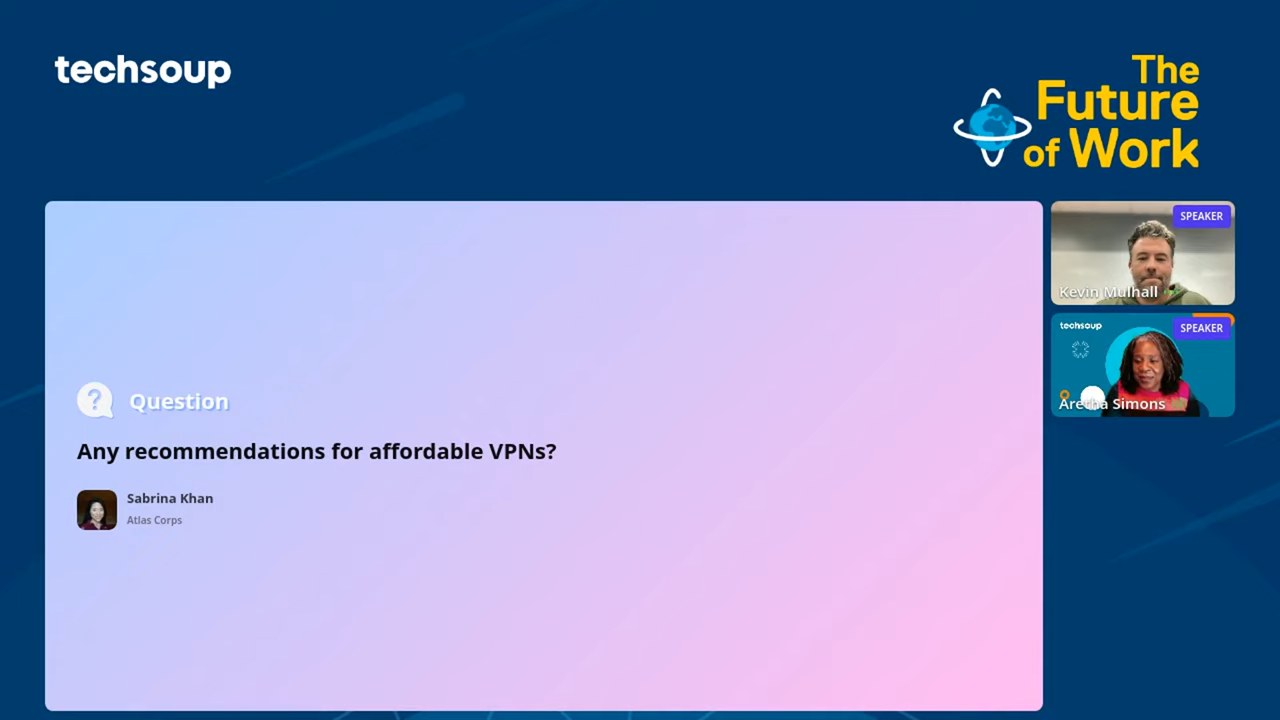 techsoup
The
Future
of Work
SPEAKER
Kevin Mulhall
techsoup
SPEAKER
Aretha Simons
Question
Any recommendations for affordable VPNs?
Sabrina Khan
Atlas Corps